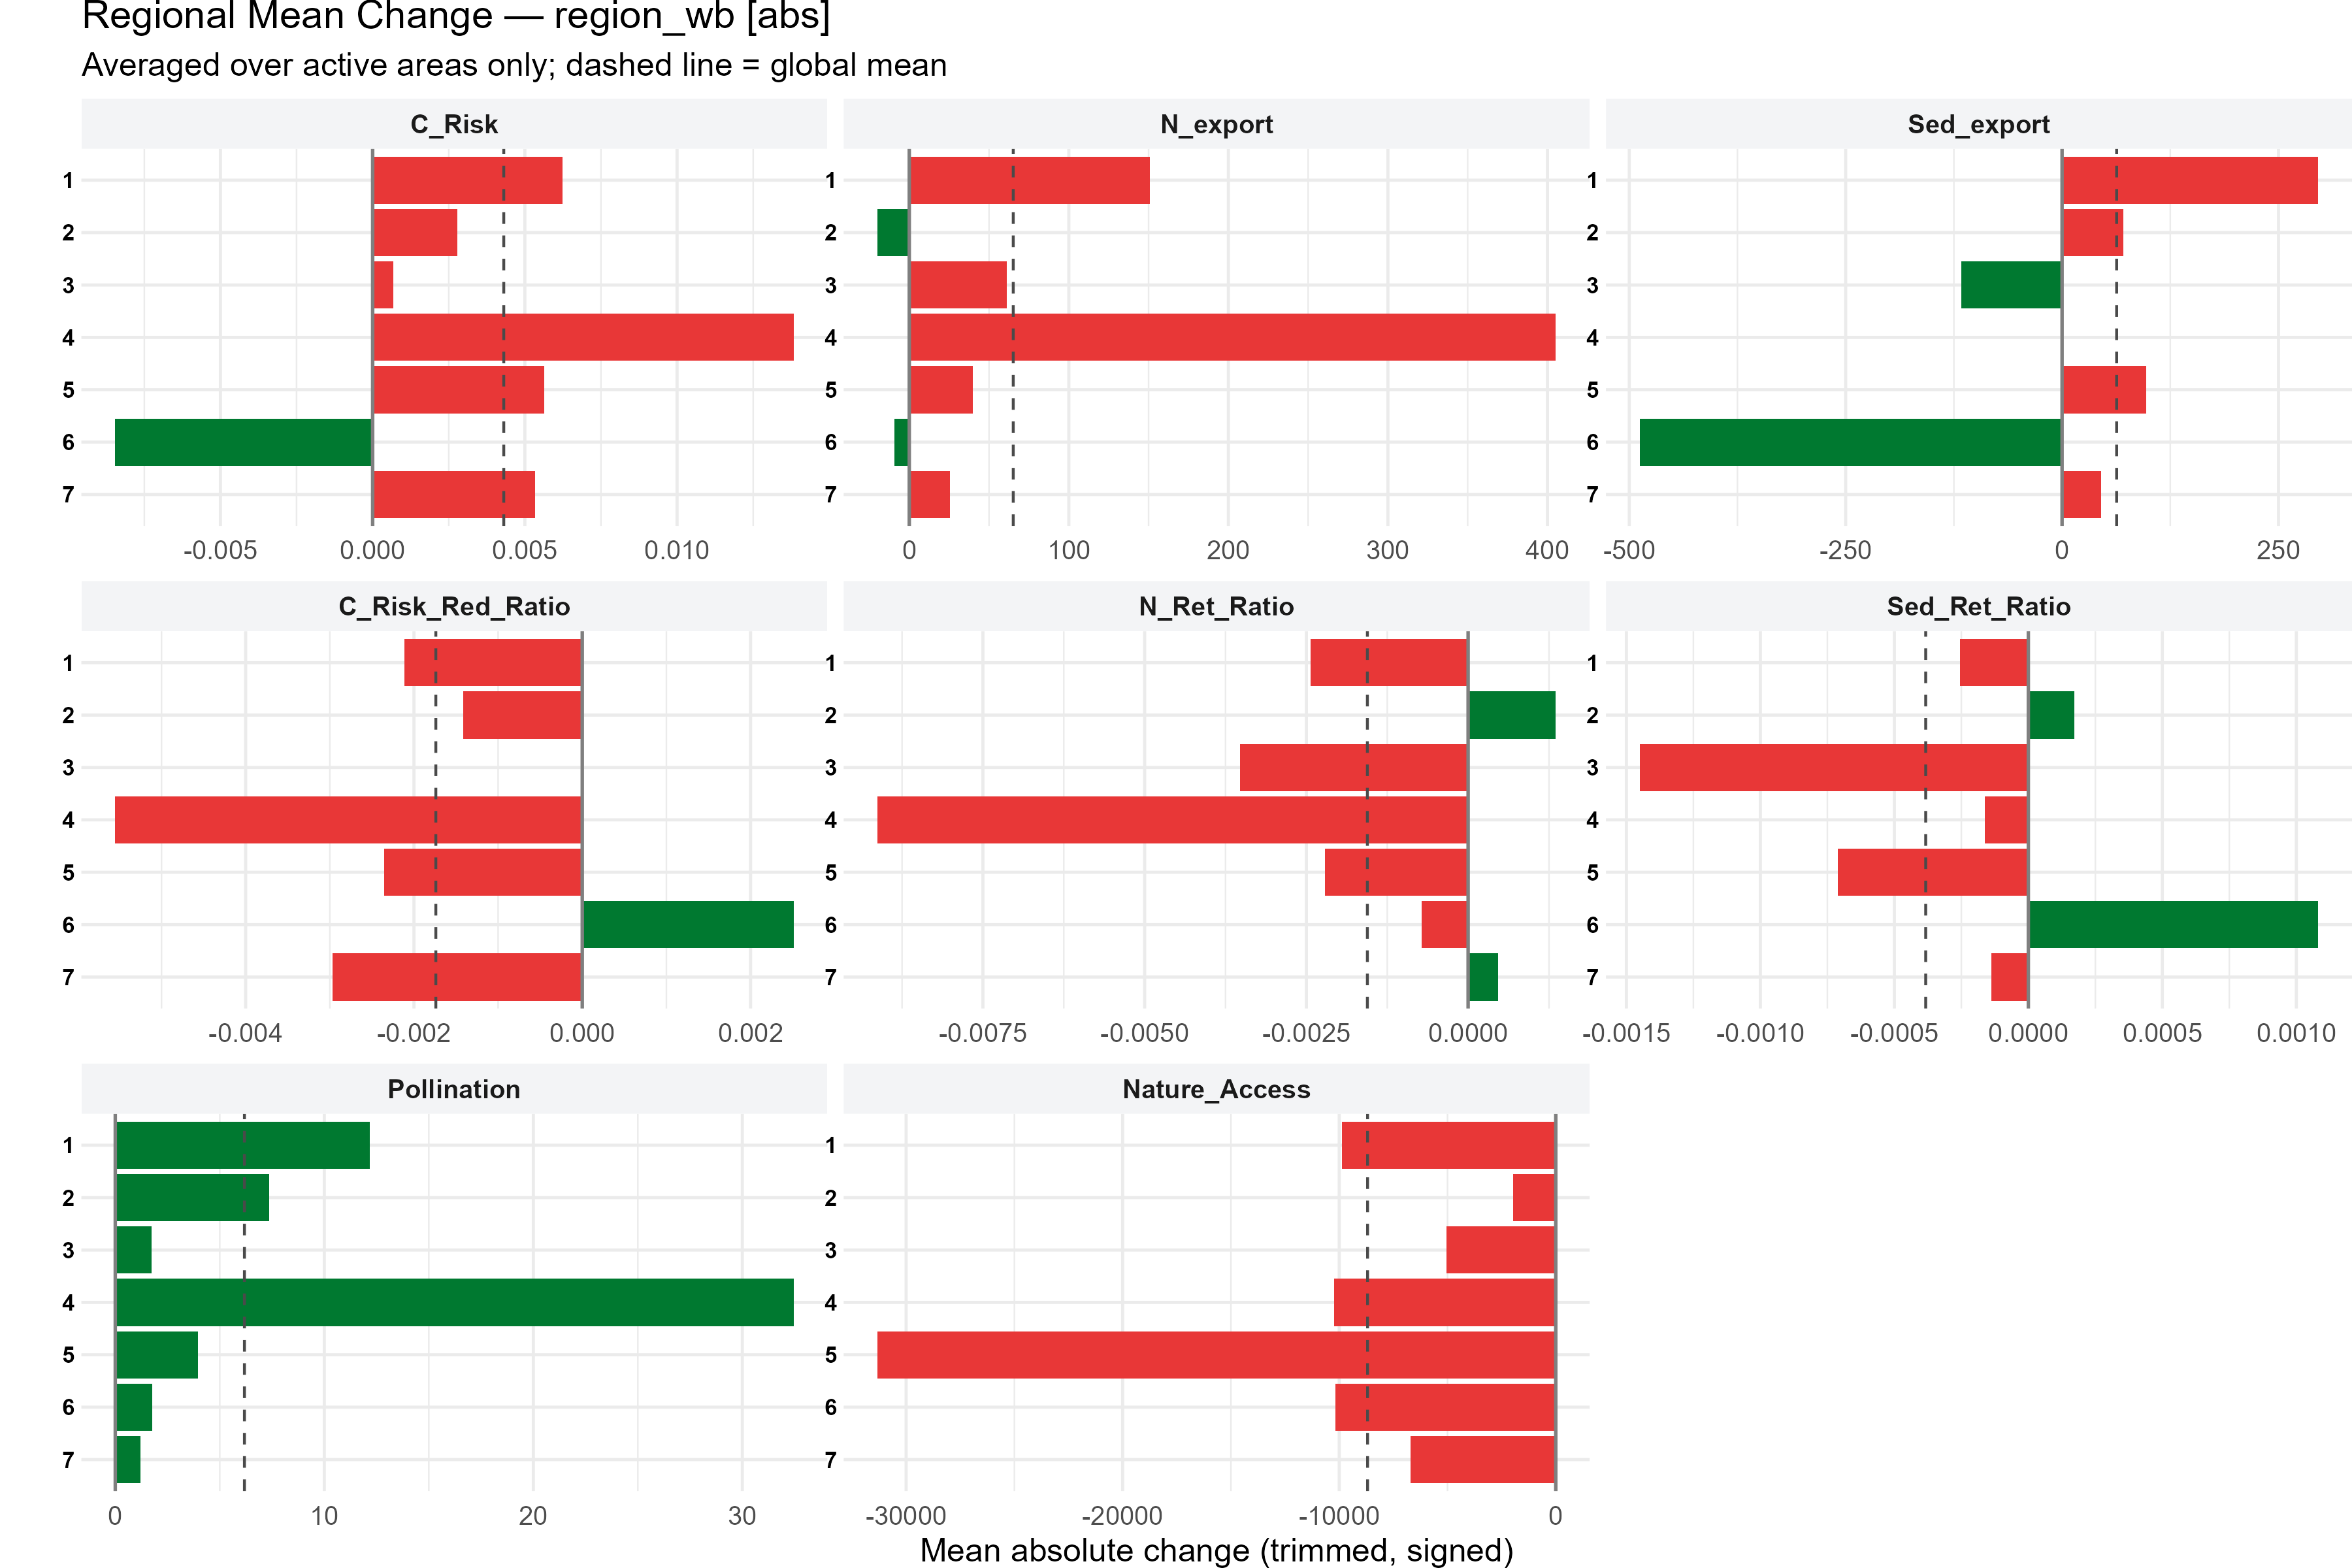 Regional Mean Change — region_wb [abs]
Averaged over active areas only; dashed line = global mean
C_Risk
N_export
Sed_export
1
2
3
4
5
6
7
1
2
3
4
5
6
7
1
2
3
4
5
6
7
-0.005 0.000 0.005 0.010
0 100 200 300 400
-500 -250 0 250
C_Risk_Red_Ratio
N_Ret_Ratio
Sed_Ret_Ratio
1
2
3
4
5
6
7
1
2
3
4
5
6
7
1
2
3
4
5
6
7
-0.004 -0.002 0.000 0.002
-0.0075 -0.0050 -0.0025 0.0000
-0.0015 -0.0010 -0.0005 0.0000 0.0005 0.0010
Pollination
Nature_Access
1
2
3
4
5
6
7
1
2
3
4
5
6
7
0 10 20 30
-30000 -20000 -10000 0
Mean absolute change (trimmed, signed)